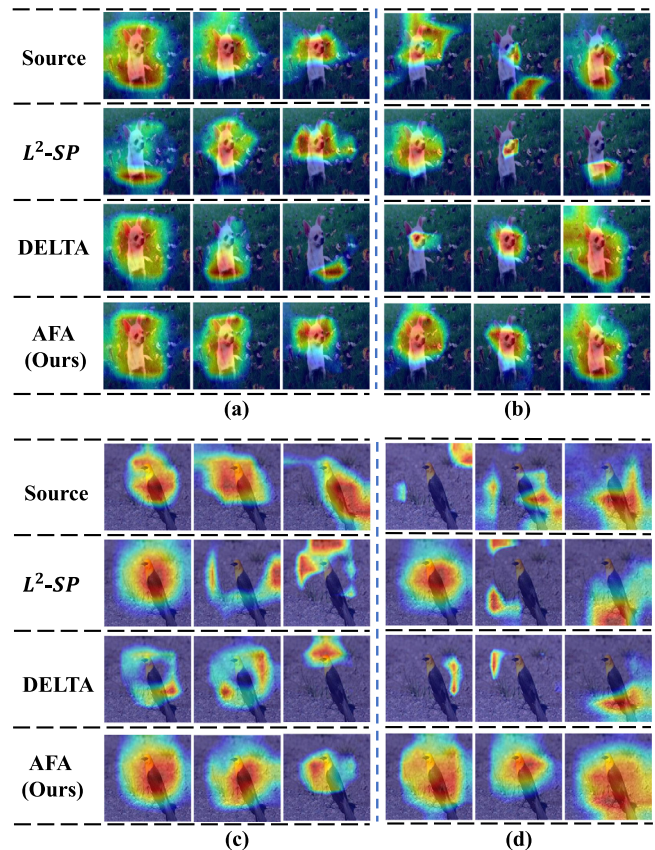 Source
L²-SP
DELTA
AFA
(Ours)
(a)
(b)
Source
L²-SP
DELTA
AFA
(Ours)
(c)
(d)